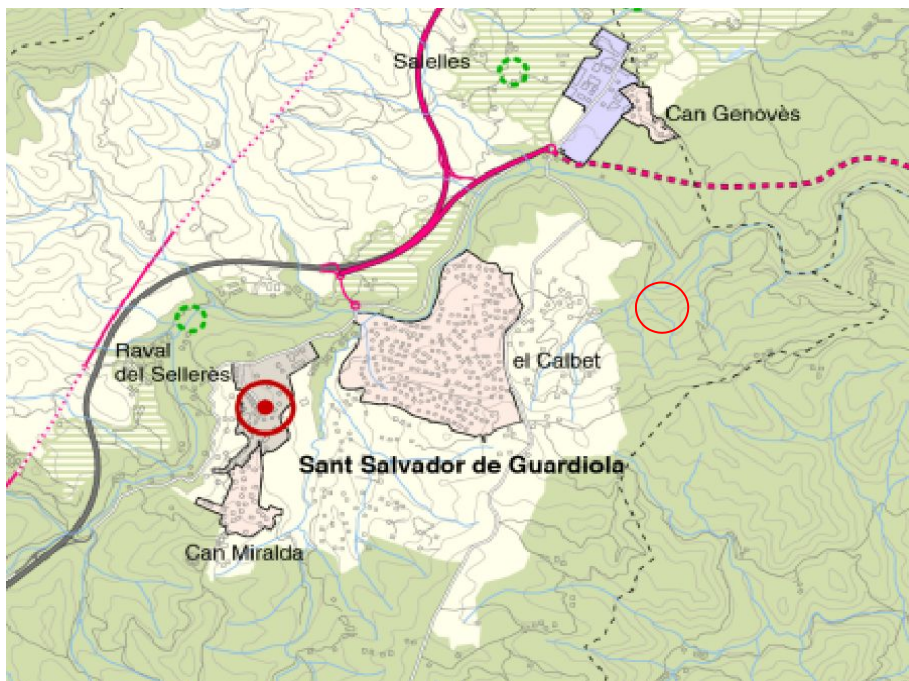 Salelles
Can Genovès
Raval
del Sellerès
el Calbet
Sant Salvador de Guardiola
Can Miralda